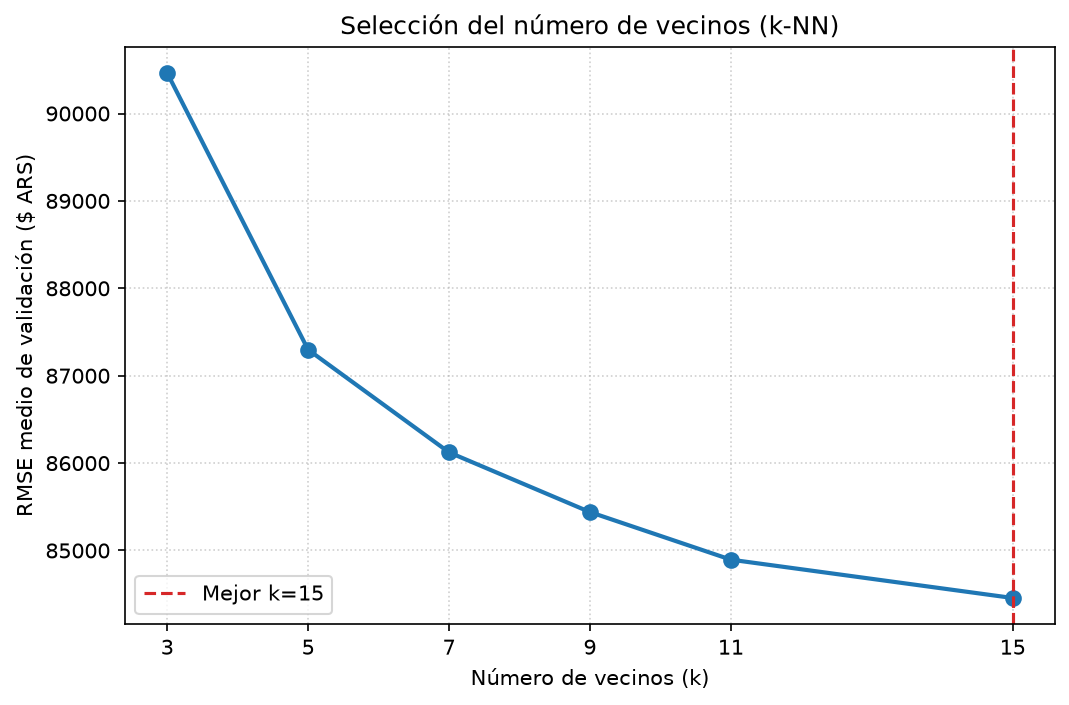 Selección del número de vecinos (k-NN)
RMSE medio de validación ($ ARS)
90000
89000
88000
87000
86000
85000
Mejor k=15
3 5 7 9 11 15
Número de vecinos (k)